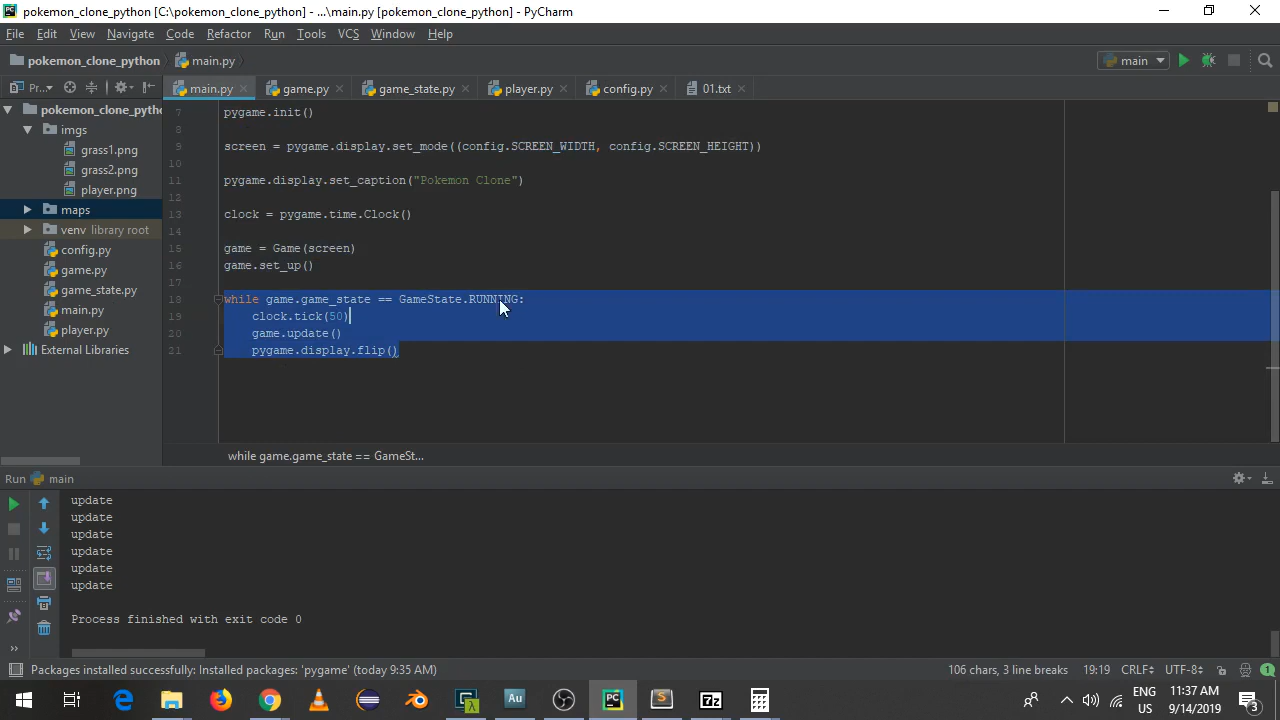 pokemon_clone_python [C:\pokemon_clone_python] - ...\main.py [pokemon_clone_python] - PyCharm
File Edit View Navigate Code Refactor Run Tools VCS Window Help
pokemon_clone_python main.py main
Pr... main.py game.py game_state.py player.py config.py 01.txt
pokemon_clone_pytho
imgs
grass1.png
grass2.png
player.png
maps
venv library root
config.py
game.py
game_state.py
main.py
player.py
External Libraries
7 pygame.init()
8
9 screen = pygame.display.set_mode((config.SCREEN_WIDTH, config.SCREEN_HEIGHT))
10
11 pygame.display.set_caption("Pokemon Clone")
12
13 clock = pygame.time.Clock()
14
15 game = Game(screen)
16 game.set_up()
17
18 while game.game_state == GameState.RUNNING:
19 clock.tick(50)
20 game.update()
21 pygame.display.flip()
while game.game_state == GameSt...
Run main
update
update
update
update
update
update
Process finished with exit code 0
Packages installed successfully: Installed packages: 'pygame' (today 9:35 AM) 106 chars, 3 line breaks 19:19 CRLF UTF-8 1
Au PC 7z ENG US 11:37 AM 9/14/2019 3